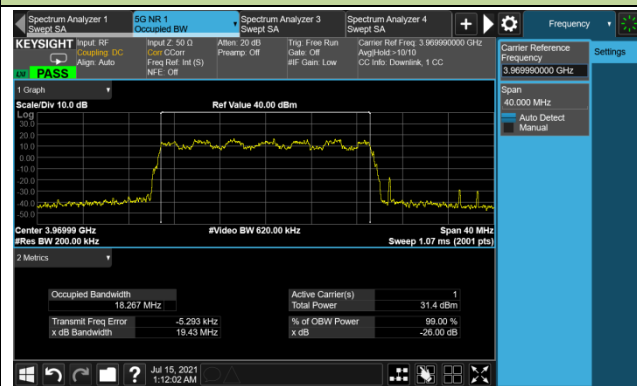 Spectrum Analyzer 1
Swept SA
5G NR 1
Occupied BW
Spectrum Analyzer 3
Swept SA
Spectrum Analyzer 4
Swept SA
Frequency
KEYSIGHT
Input: RF
Coupling: DC
Align: Auto
Input Z: 50 Ω
Corr CCorr
Freq Ref: Int (S)
NFE: Off
Atten: 20 dB
Preamp: Off
Trig: Free Run
Gate: Off
#IF Gain: Low
Carrier Ref Freq: 3.969990000 GHz
Avg|Hold:>10/10
CC Info: Downlink, 1 CC
PASS
Carrier Reference
Frequency
3.969990000 GHz
Settings
Span
40.000 MHz
Auto Detect
Manual
1 Graph
Scale/Div 10.0 dB
Ref Value 40.00 dBm
Log
30.0
20.0
10.0
0.00
-10.0
-20.0
-30.0
-40.0
-50.0
Center 3.96999 GHz
#Video BW 620.00 kHz
Span 40 MHz
#Res BW 200.00 kHz
Sweep 1.07 ms (2001 pts)
2 Metrics
Occupied Bandwidth
18.267 MHz
Active Carrier(s)
1
Total Power
31.4 dBm
Transmit Freq Error
-5.293 kHz
% of OBW Power
99.00 %
x dB Bandwidth
19.43 MHz
x dB
-26.00 dB
?
Jul 15, 2021
1:12:02 AM